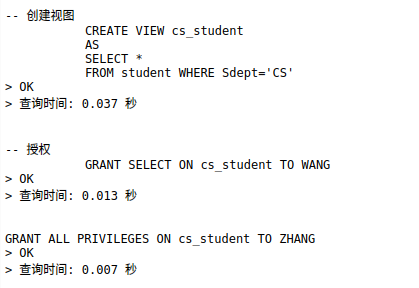 -- 创建视图
CREATE VIEW cs_student
AS
SELECT *
FROM student WHERE Sdept='CS'
> OK
> 查询时间: 0.037 秒
-- 授权
GRANT SELECT ON cs_student TO WANG
> OK
> 查询时间: 0.013 秒
GRANT ALL PRIVILEGES ON cs_student TO ZHANG
> OK
> 查询时间: 0.007 秒